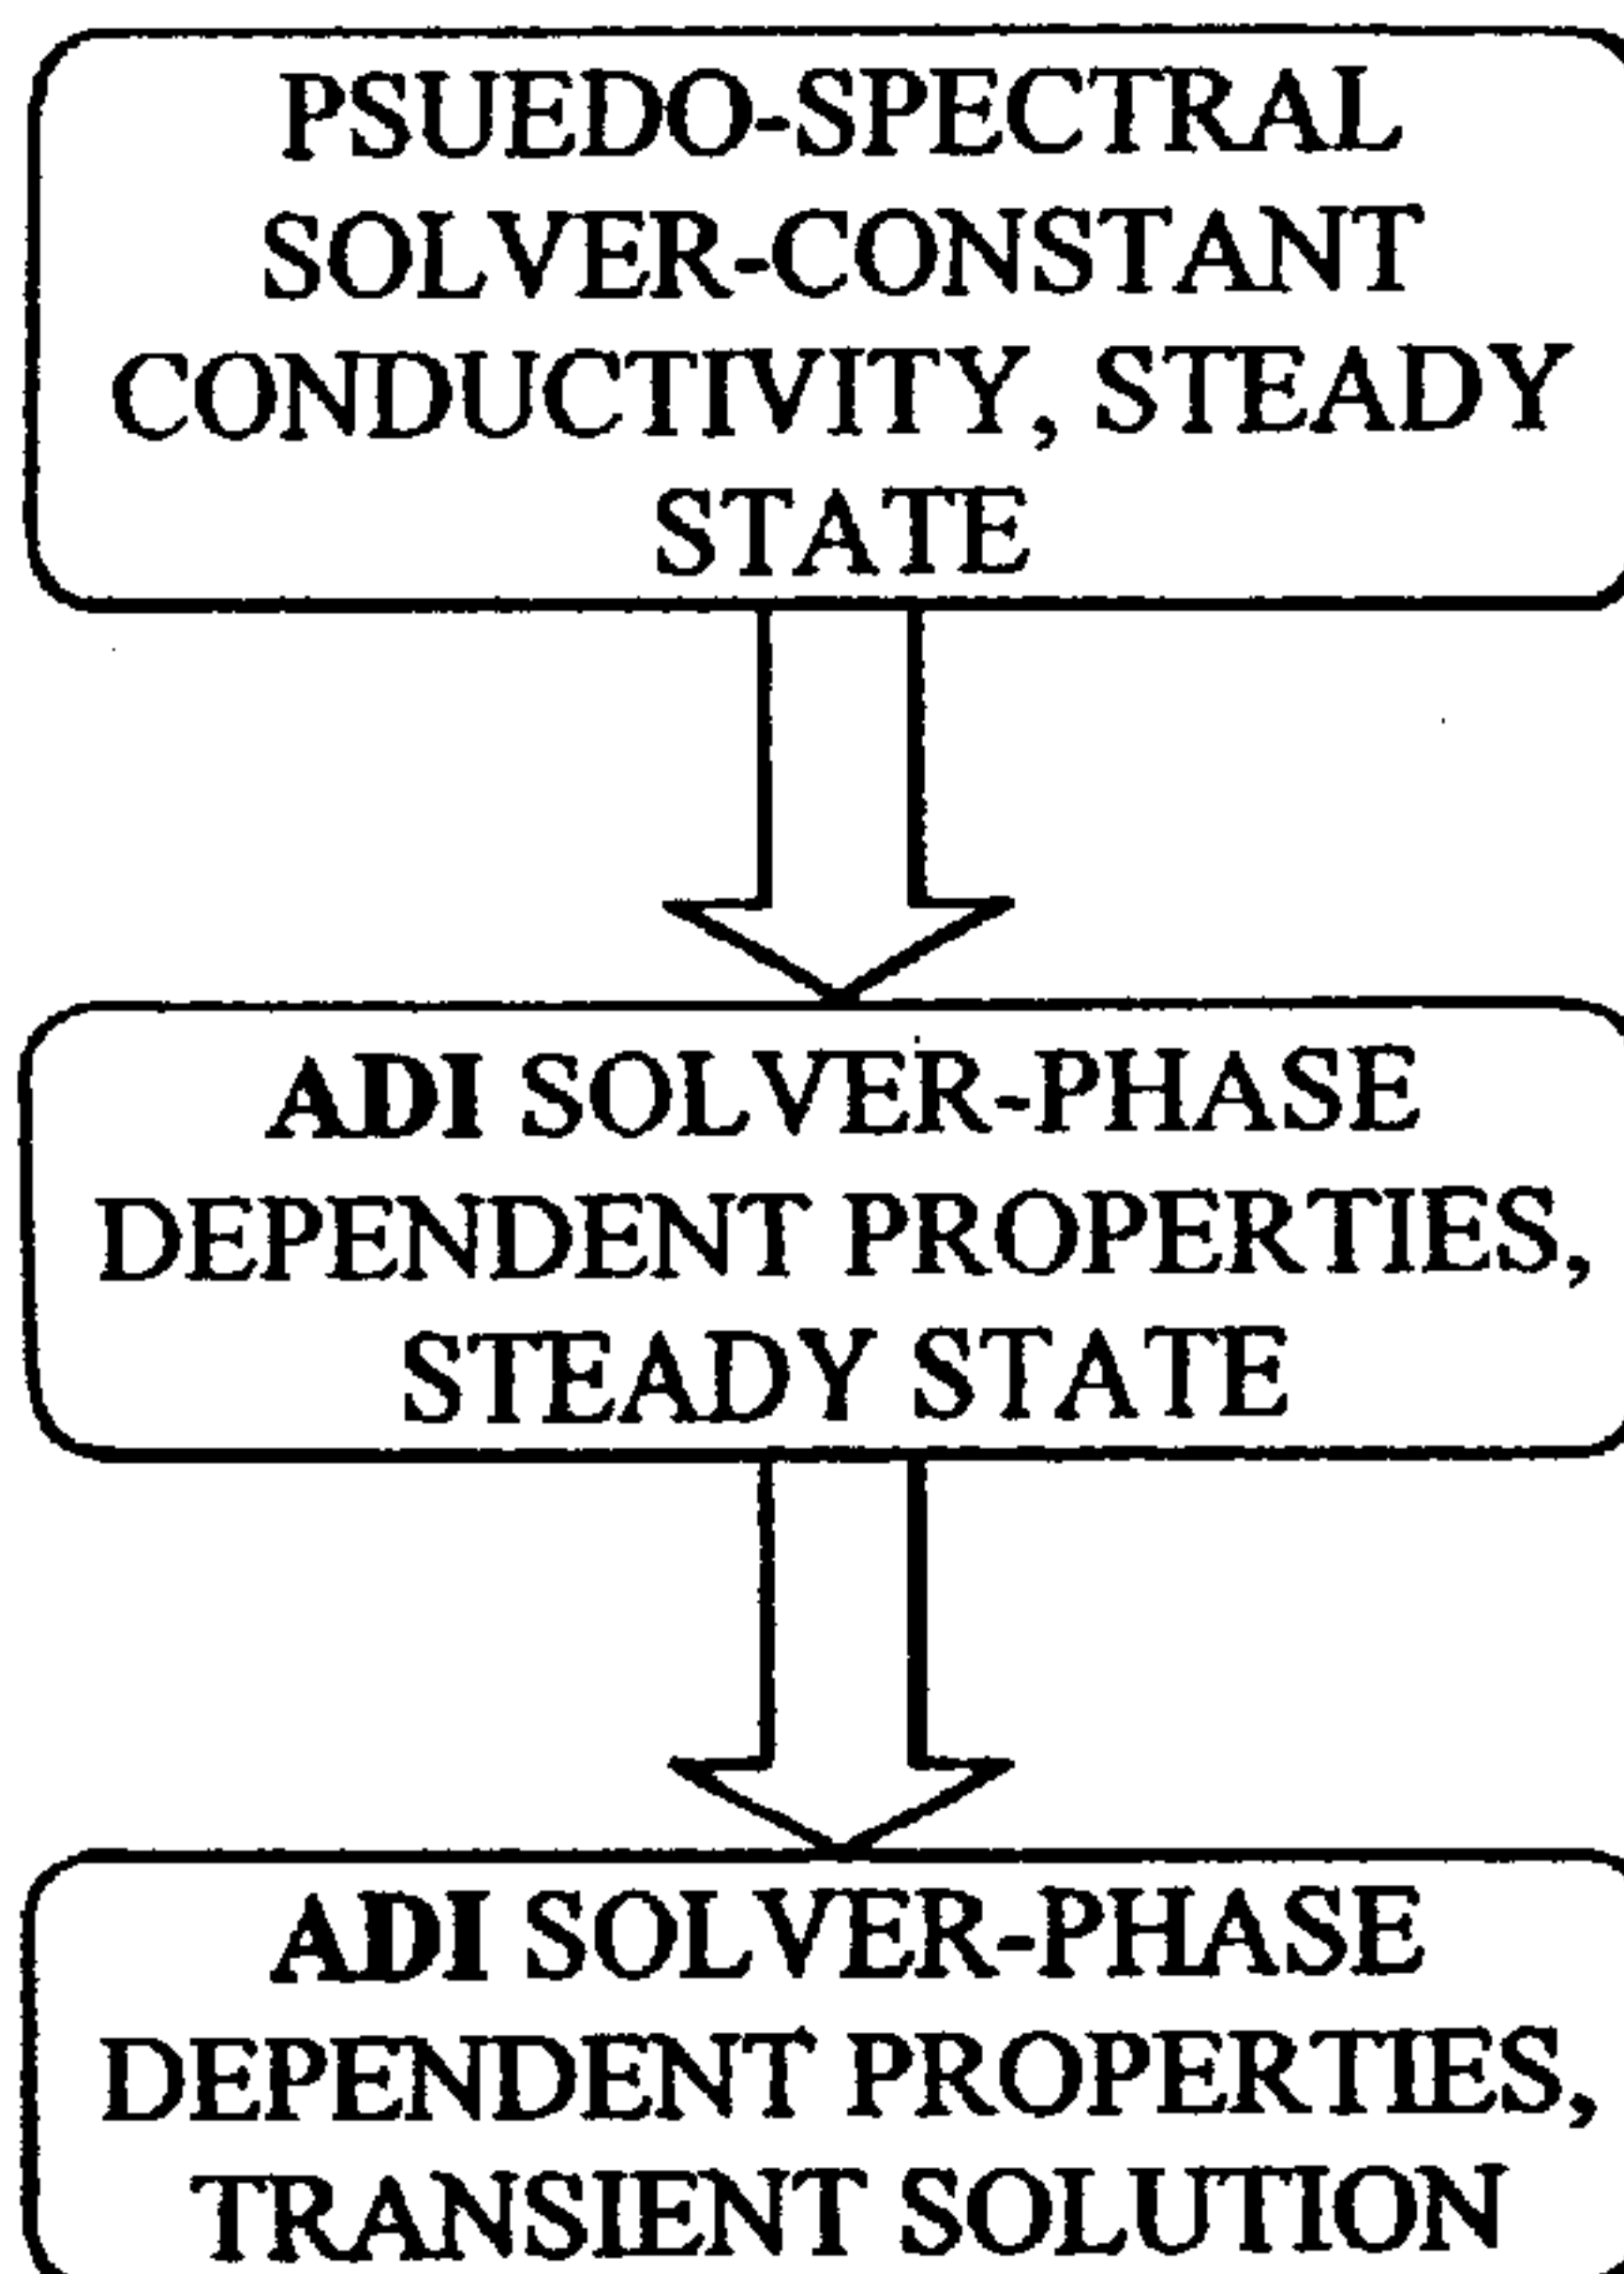 PSUEDO-SPECTRAL
SOLVER-CONSTANT
CONDUCTIVITY, STEADY
STATE
ADI SOLVER-PHASE
DEPENDENT PROPERTIES,
STEADY STATE
ADI SOLVER-PHASE
DEPENDENT PROPERTIES,
TRANSIENT SOLUTION